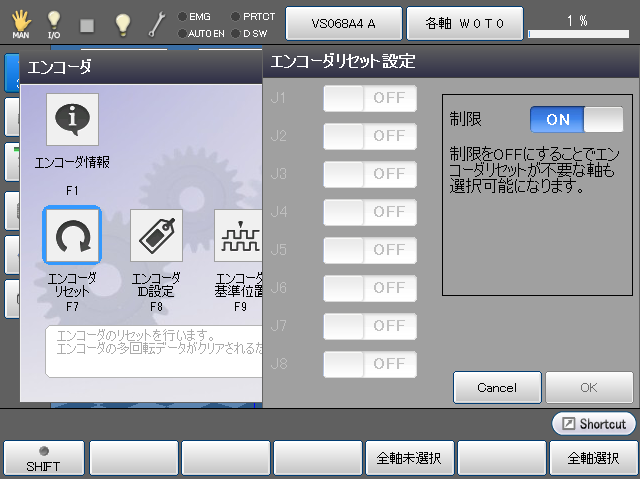 MAN
I/O
EMG
AUTO EN
PRTCT
D SW
VS068A4 A
各軸 W0T0
1 %
エンコーダ
エンコーダ情報
F1
エンコーダ
リセット
F7
エンコーダ
ID設定
F8
エンコーダ
基準位置
F9
エンコーダのリセットを行います。
エンコーダの多回転データがクリアされるた
エンコーダリセット設定
J1 OFF
J2 OFF
J3 OFF
J4 OFF
J5 OFF
J6 OFF
J7 OFF
J8 OFF
制限 ON
制限をOFFにすることでエン
コーダリセットが不要な軸も
選択可能になります。
Cancel
OK
Shortcut
SHIFT
全軸未選択
全軸選択